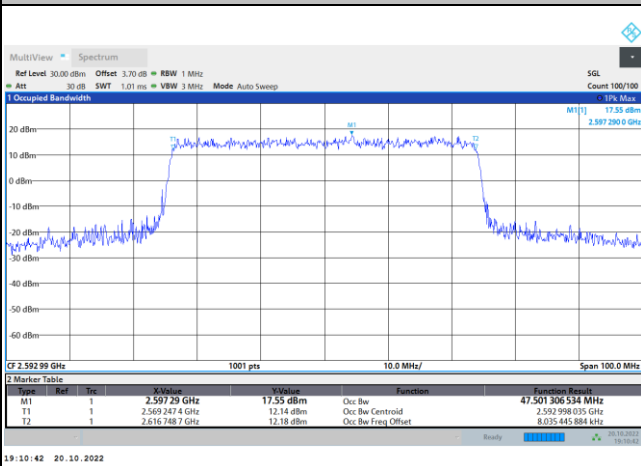 MultiView Spectrum
Ref Level 30.00 dBm Offset 3.70 dB RBW 1 MHz SGL
Att 30 dB SWT 1.01 ms VBW 3 MHz Mode Auto Sweep Count 100/100
1 Occupied Bandwidth 1Pk Max
M1[1] 17.55 dBm
2.597 290 0 GHz
M1
T1 T2
20 dBm
10 dBm
0 dBm
-10 dBm
-20 dBm
-30 dBm
-40 dBm
-50 dBm
-60 dBm
CF 2.592 99 GHz 1001 pts 10.0 MHz/ Span 100.0 MHz
2 Marker Table
Type Ref Trc X-Value Y-Value Function Function Result
M1 1 2.597 29 GHz 17.55 dBm Occ Bw 47.501 306 534 MHz
T1 1 2.569 247 4 GHz 12.14 dBm Occ Bw Centroid 2.592 998 035 GHz
T2 1 2.616 748 7 GHz 12.18 dBm Occ Bw Freq Offset 8.035 445 884 kHz
Ready 20.10.2022
19:10:42
19:10:42 20.10.2022